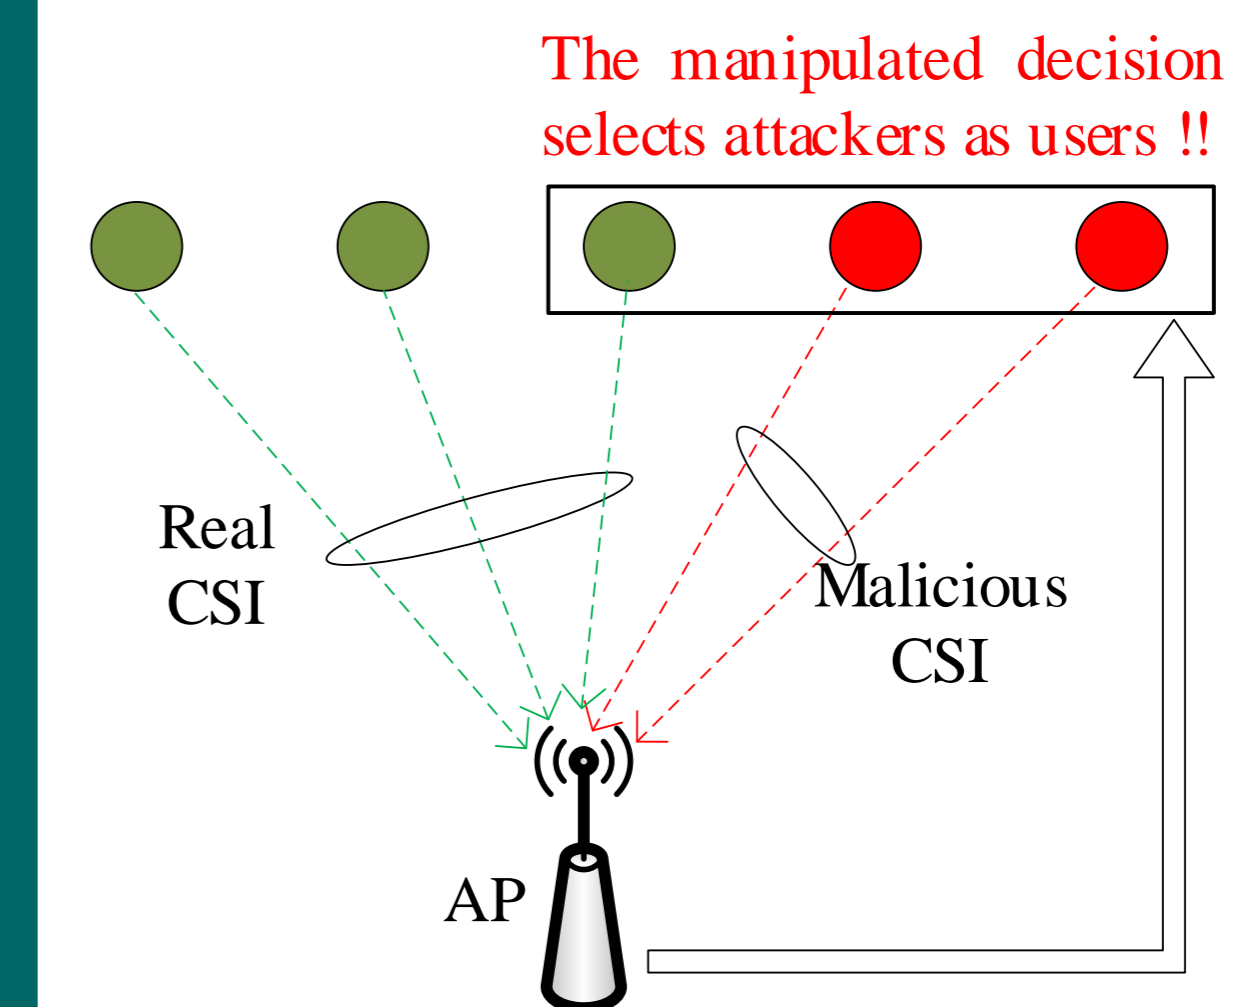 The manipulated decision
selects attackers as users !!
Real
CSI
Malicious
CSI
AP